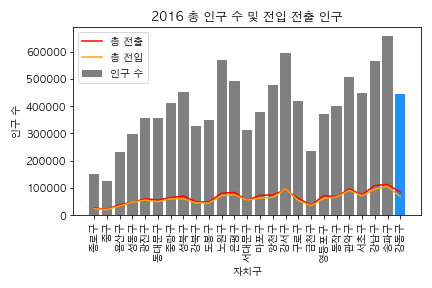 2016 총 인구 수 및 전입 전출 인구
총 전출
총 전입
인구 수
인구 수
600000
500000
400000
300000
200000
100000
0
종로구
중구
용산구
성동구
광진구
동대문구
중랑구
성북구
강북구
도봉구
노원구
은평구
서대문구
마포구
양천구
강서구
구로구
금천구
영등포구
동작구
관악구
서초구
강남구
송파구
강동구
자치구